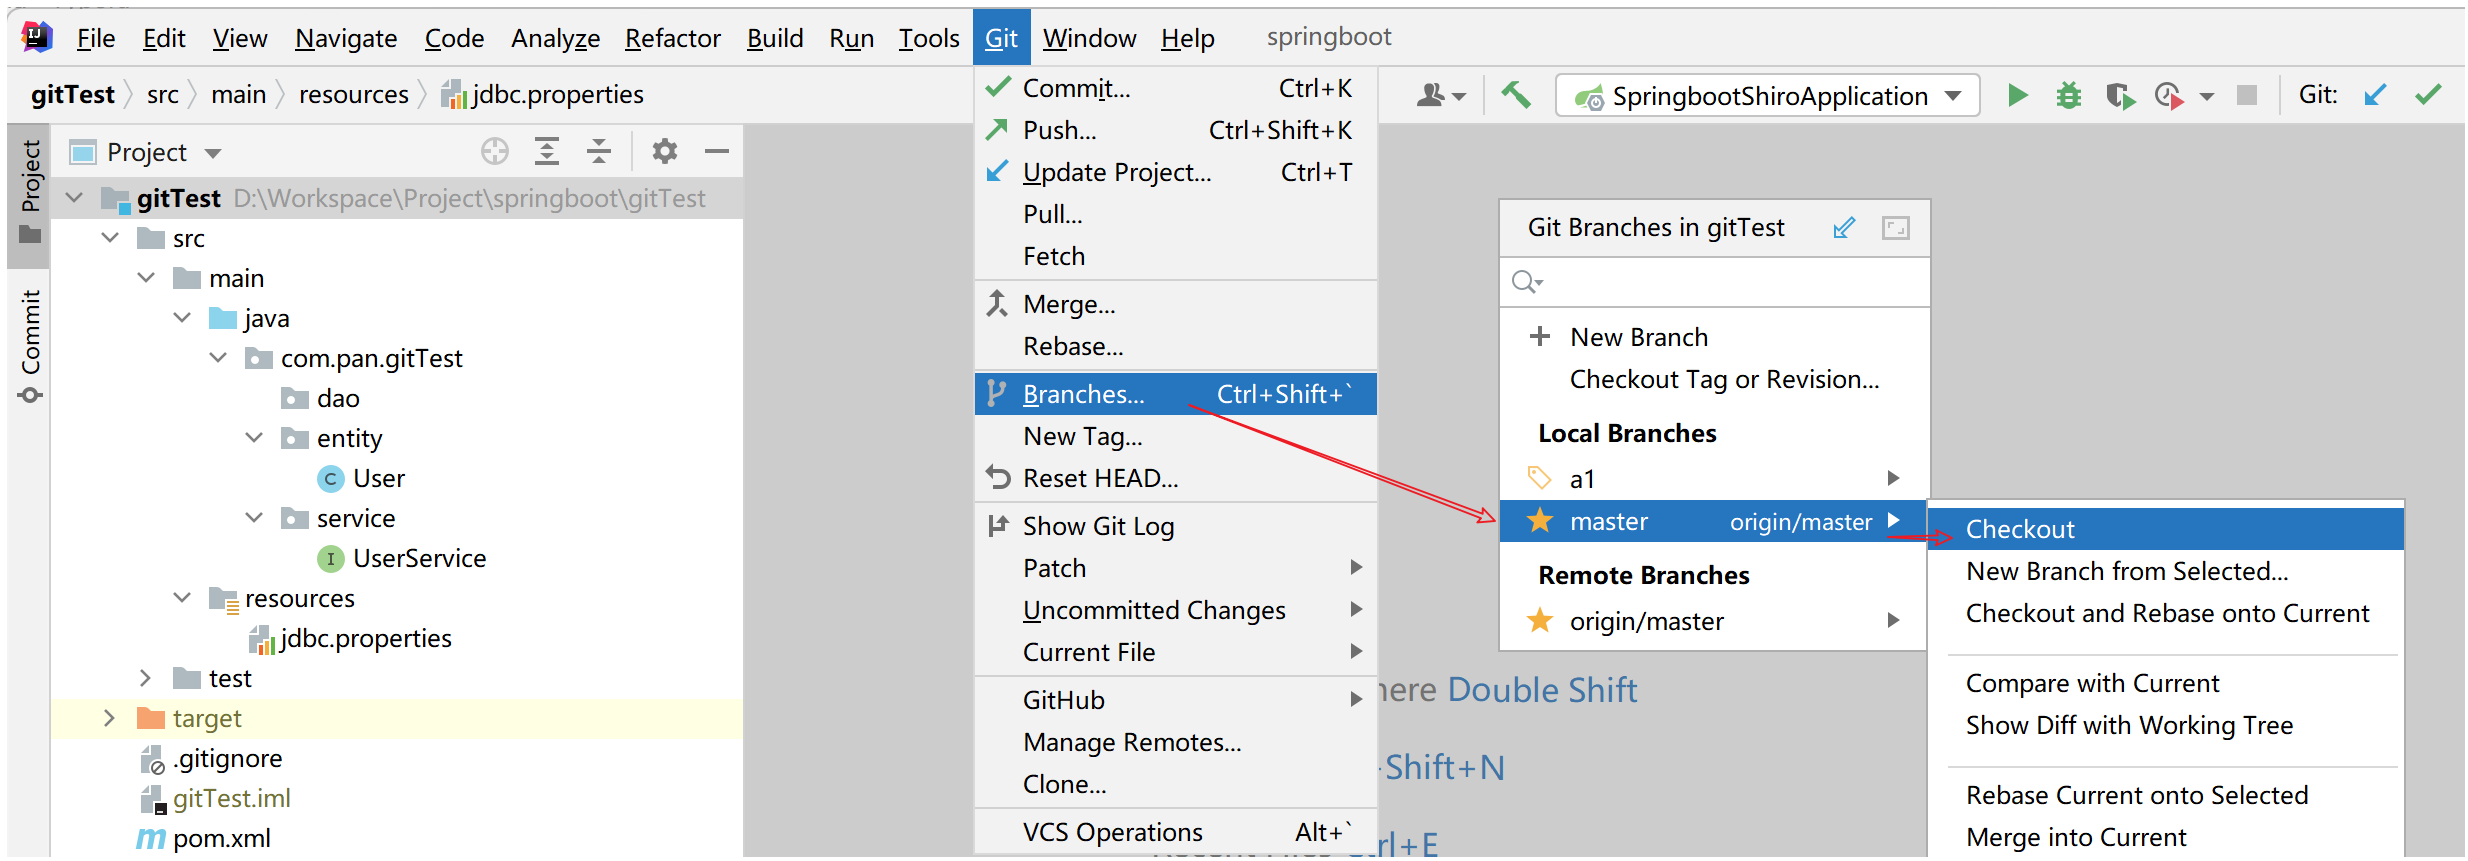 File Edit View Navigate Code Analyze Refactor Build Run Tools Git Window Help springboot
gitTest src main resources jdbc.properties
SpringbootShiroApplication Git:
Project
Commit
Project
gitTest D:\Workspace\Project\springboot\gitTest
src
main
java
com.pan.gitTest
dao
entity
C User
service
I UserService
resources
jdbc.properties
test
target
.gitignore
gitTest.iml
m pom.xml
Commit... Ctrl+K
Push... Ctrl+Shift+K
Update Project... Ctrl+T
Pull...
Fetch
Merge...
Rebase...
Branches... Ctrl+Shift+`
New Tag...
Reset HEAD...
Show Git Log
Patch
Uncommitted Changes
Current File
GitHub
Manage Remotes...
Clone...
VCS Operations Alt+`
Git Branches in gitTest
New Branch
Checkout Tag or Revision...
Local Branches
a1
master origin/master
Remote Branches
origin/master
Checkout
New Branch from Selected...
Checkout and Rebase onto Current
Compare with Current
Show Diff with Working Tree
Rebase Current onto Selected
Merge into Current
Double Shift
Shift+N
Ctrl+E